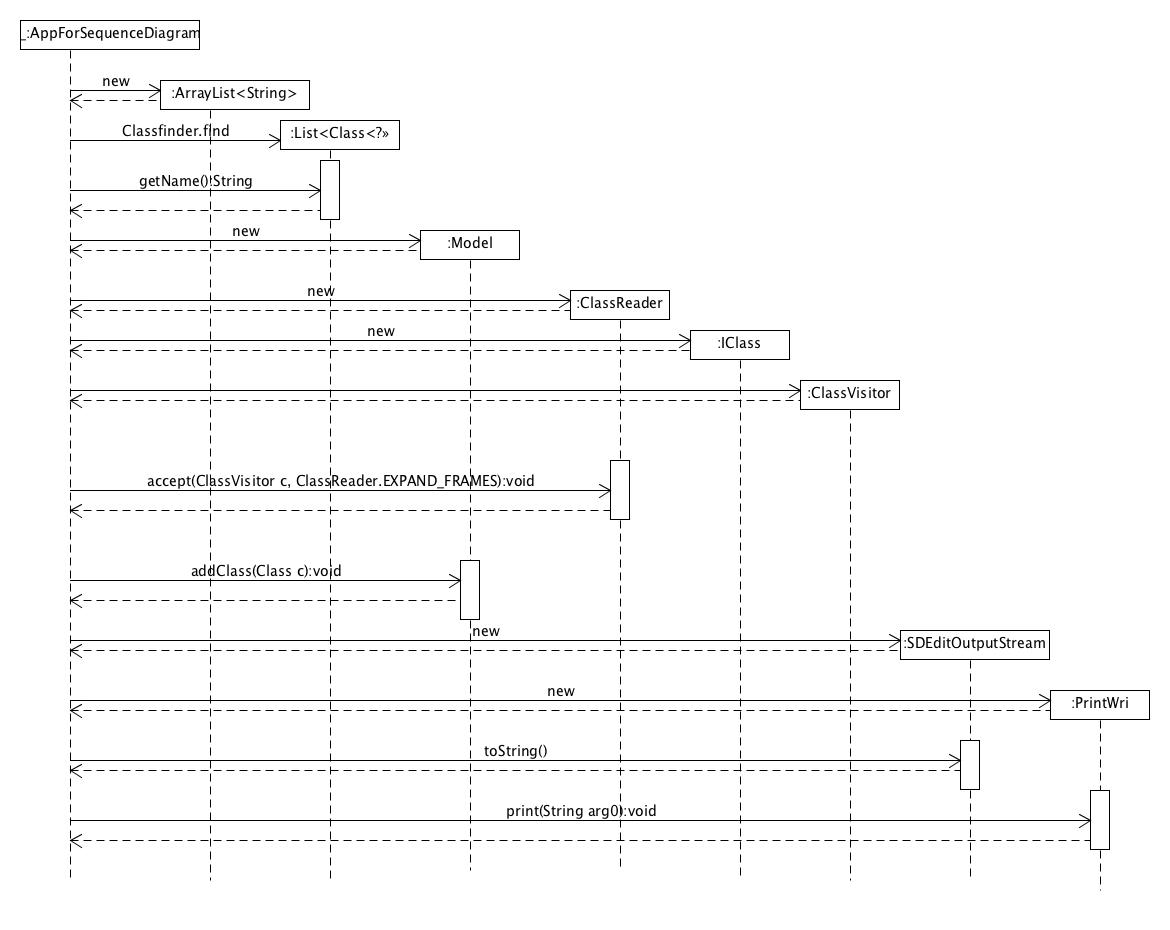 _:AppForSequenceDiagram
new
:ArrayList<String>
Classfinder.find
:List<Class<?»
getName():String
new
:Model
new
:ClassReader
new
:IClass
:ClassVisitor
accept(ClassVisitor c, ClassReader.EXPAND_FRAMES):void
addClass(Class c):void
new
:SDEditOutputStream
new
:PrintWri
toString()
print(String arg0):void